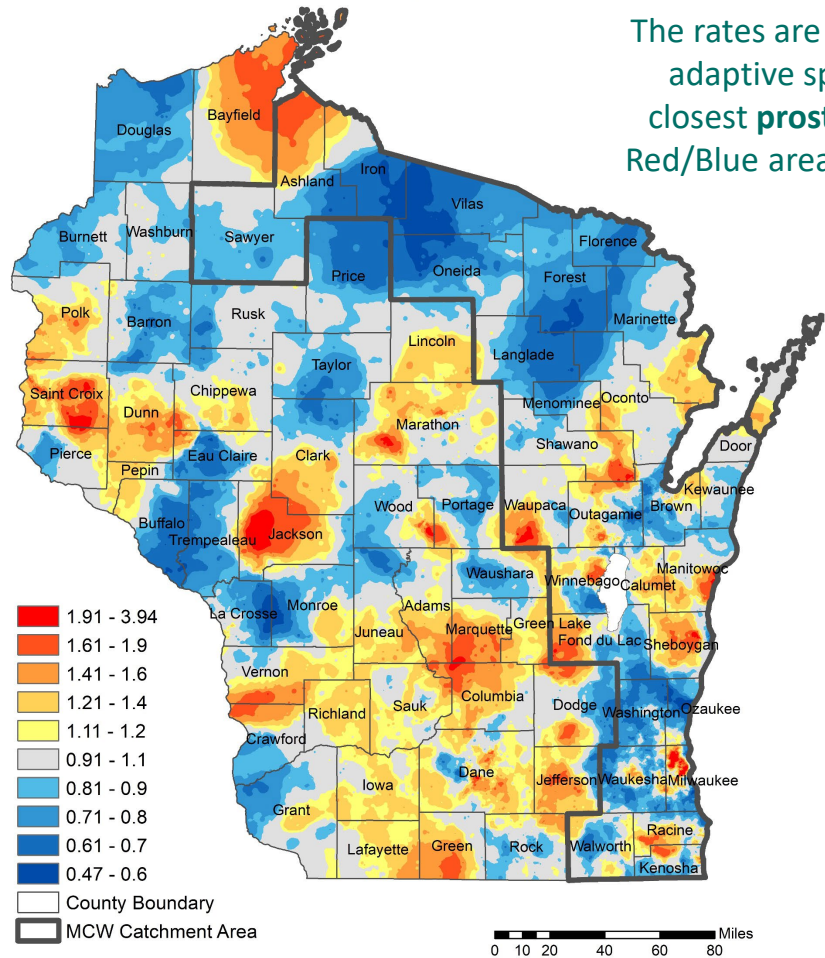 The rates are
adaptive sp
closest prost
Red/Blue area
Bayfield
Douglas
Ashland
Iron
Vilas
Burnett
Washburn
Sawyer
Florence
Price
Oneida
Forest
Polk
Barron
Rusk
Marinette
Lincoln
Langlade
Taylor
Saint Croix
Dunn
Chippewa
Menominee
Oconto
Marathon
Shawano
Door
Pierce
Eau Claire
Clark
Pepin
Kewaunee
Wood
Portage
Waupaca
Outagamie
Brown
Buffalo
Trempealeau
Jackson
Waushara
Winnebago
Calumet
Manitowoc
La Crosse
Monroe
Adams
Juneau
Marquette
Green Lake
Fond du Lac
Sheboygan
Vernon
Columbia
Richland
Sauk
Dodge
Washington
Ozaukee
Crawford
Dane
Iowa
Jefferson
Waukesha
Milwaukee
Grant
Lafayette
Green
Rock
Walworth
Racine
Kenosha
1.91 - 3.94
1.61 - 1.9
1.41 - 1.6
1.21 - 1.4
1.11 - 1.2
0.91 - 1.1
0.81 - 0.9
0.71 - 0.8
0.61 - 0.7
0.47 - 0.6
County Boundary
MCW Catchment Area
Miles
0 10 20 40 60 80